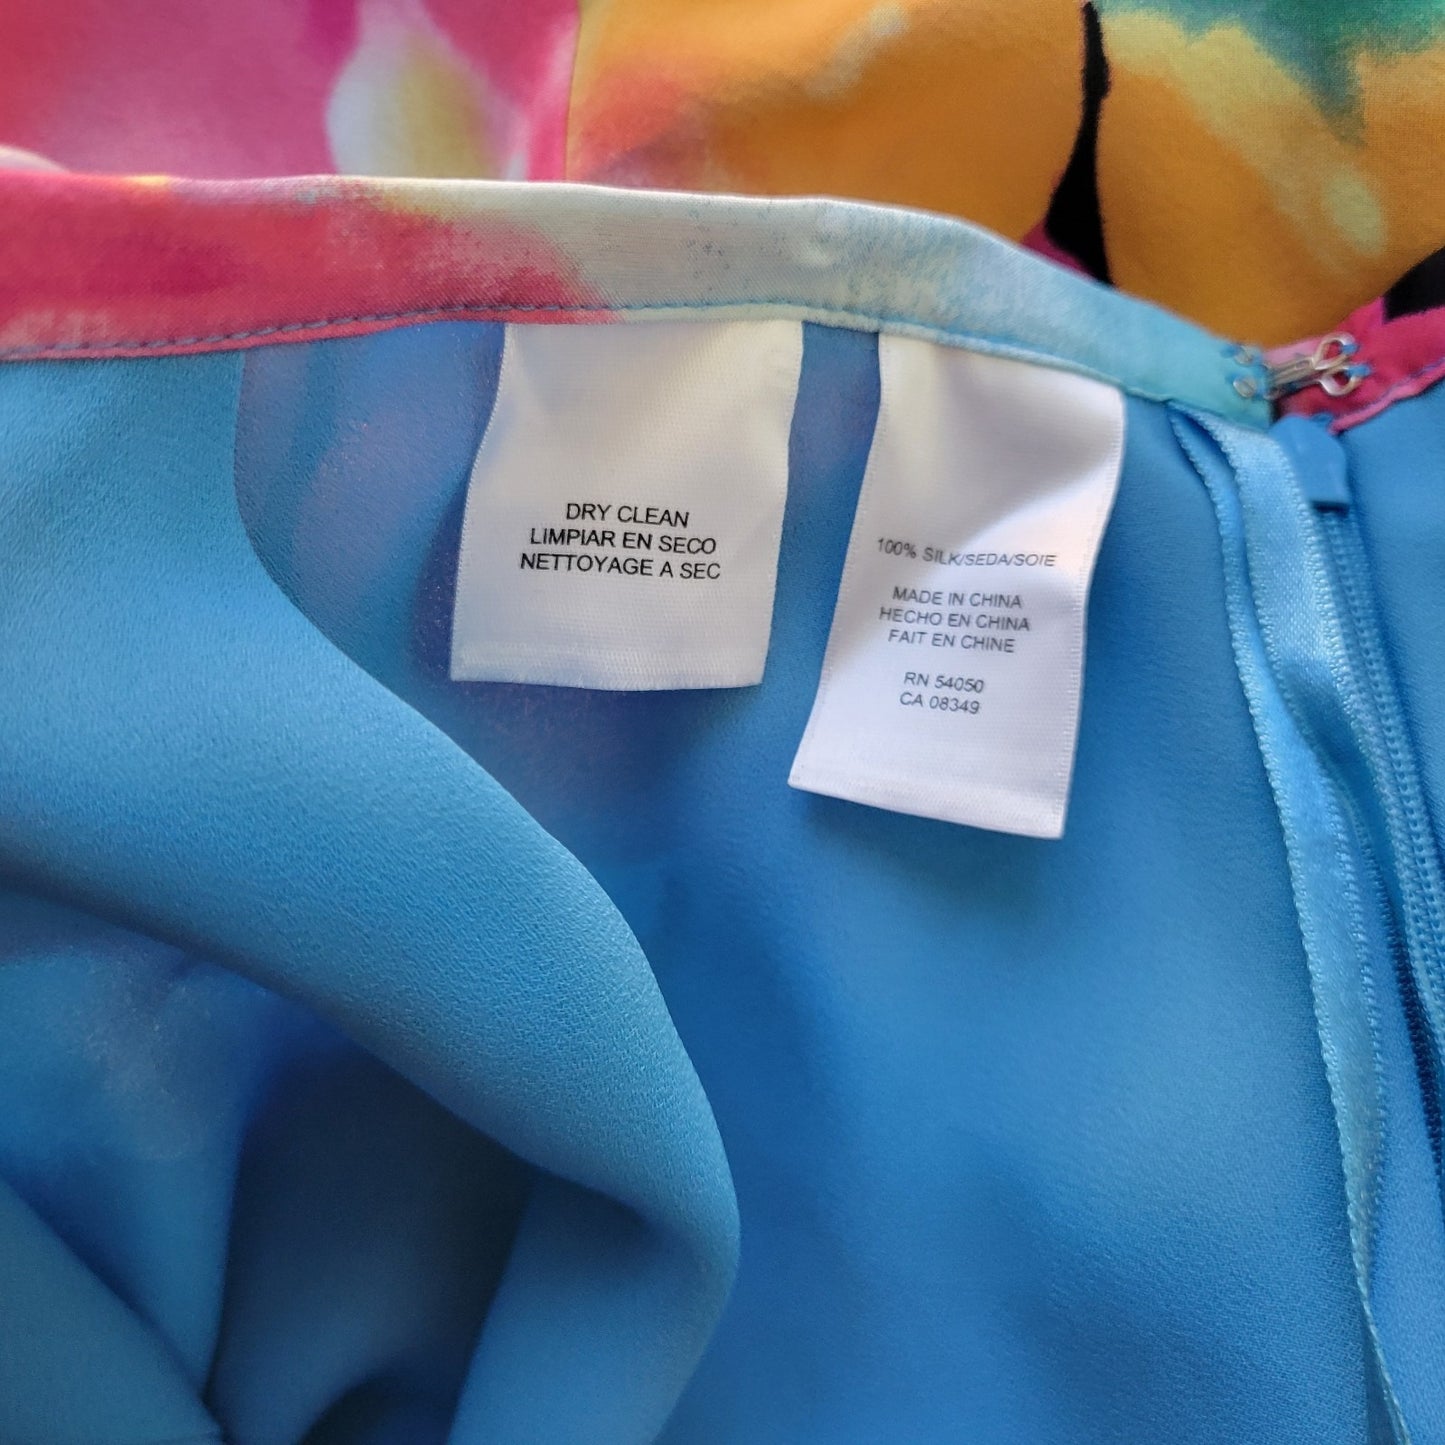 DRY CLEAN
LIMPIAR EN SECO
NETTOYAGE A SEC
100% SILK/SEDA/SOIE
MADE IN CHINA
HECHO EN CHINA
FAIT EN CHINE
RN 54050
CA 08349